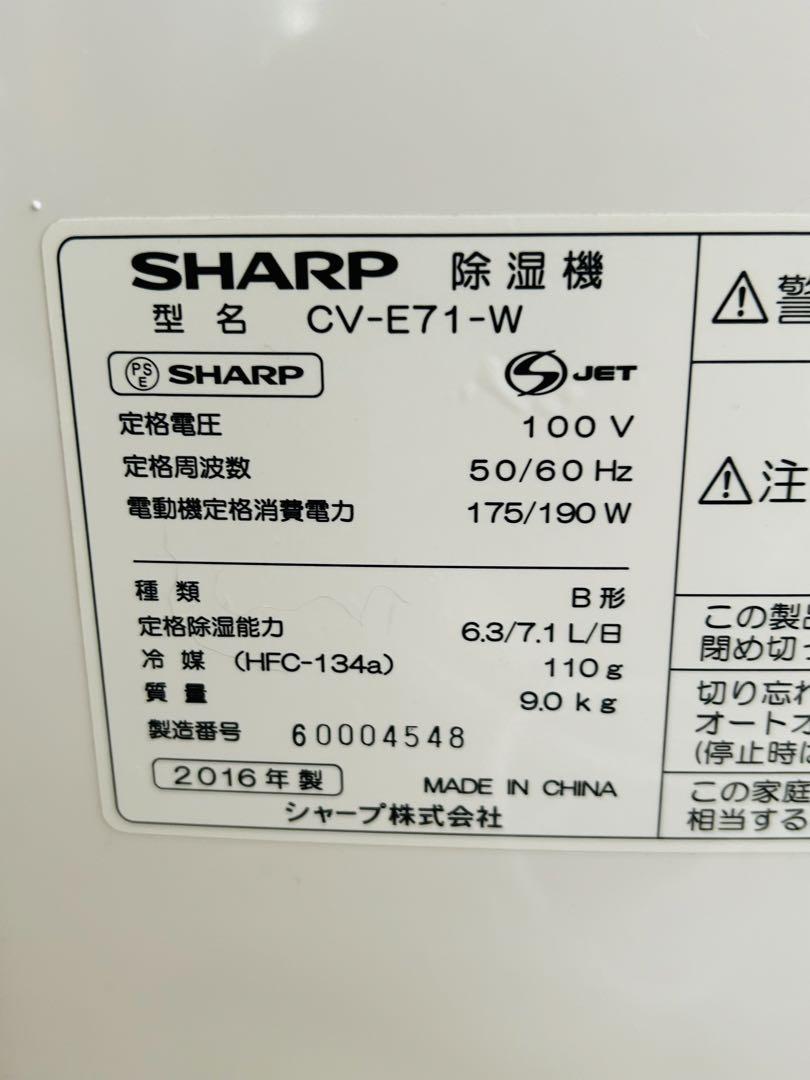 SHARP 除湿機
型名 CV-E71-W
PSE SHARP
S JET
定格電圧 100 V
定格周波数 50/60 Hz
電動機定格消費電力 175/190 W
種類 B形
定格除湿能力 6.3/7.1 L/日
冷媒 (HFC-134a) 110 g
質量 9.0 kg
製造番号 60004548
2016年製 MADE IN CHINA
シャープ株式会社
注
この製
閉め切っ
切り忘れ
オートオ
(停止時は
この家庭
相当する